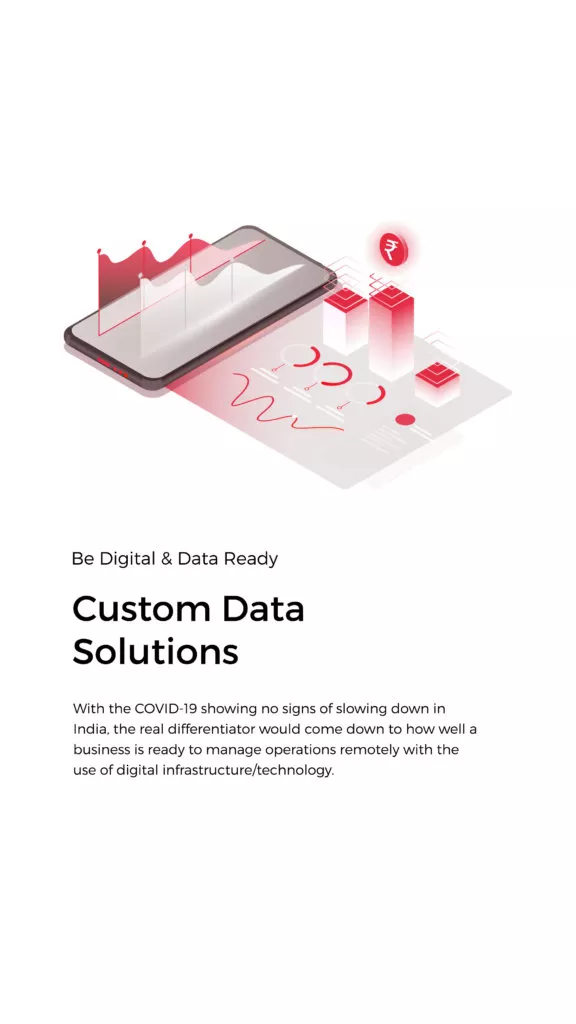 ₹
Be Digital & Data Ready
Custom Data
Solutions
With the COVID-19 showing no signs of slowing down in
India, the real differentiator would come down to how well a
business is ready to manage operations remotely with the
use of digital infrastructure/technology.